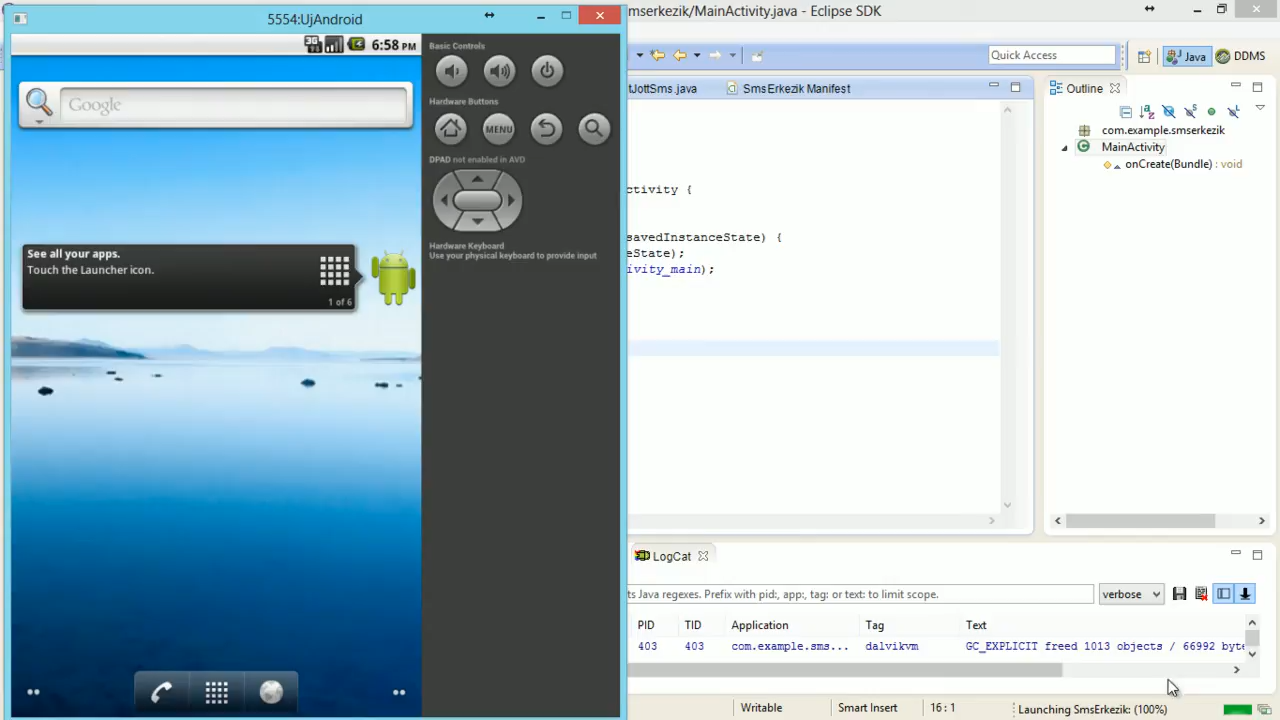 5554:UjAndroid
6:58 PM
Google
See all your apps.
Touch the Launcher icon.
1 of 6
Basic Controls
Hardware Buttons
MENU
DPAD not enabled in AVD
Hardware Keyboard
Use your physical keyboard to provide input
smserkezik/MainActivity.java - Eclipse SDK
Quick Access
Java
DDMS
tJottSms.java
SmsErkezik Manifest
Outline
com.example.smserkezik
MainActivity
onCreate(Bundle) : void
ctivity {
savedInstanceState) {
eState);
ivity_main);
LogCat
ts Java regexes. Prefix with pid:, app:, tag: or text: to limit scope.
verbose
PID TID Application Tag Text
403 403 com.example.sms... dalvikvm GC_EXPLICIT freed 1013 objects / 66992 byte
Writable
Smart Insert
16 : 1
Launching SmsErkezik: (100%)